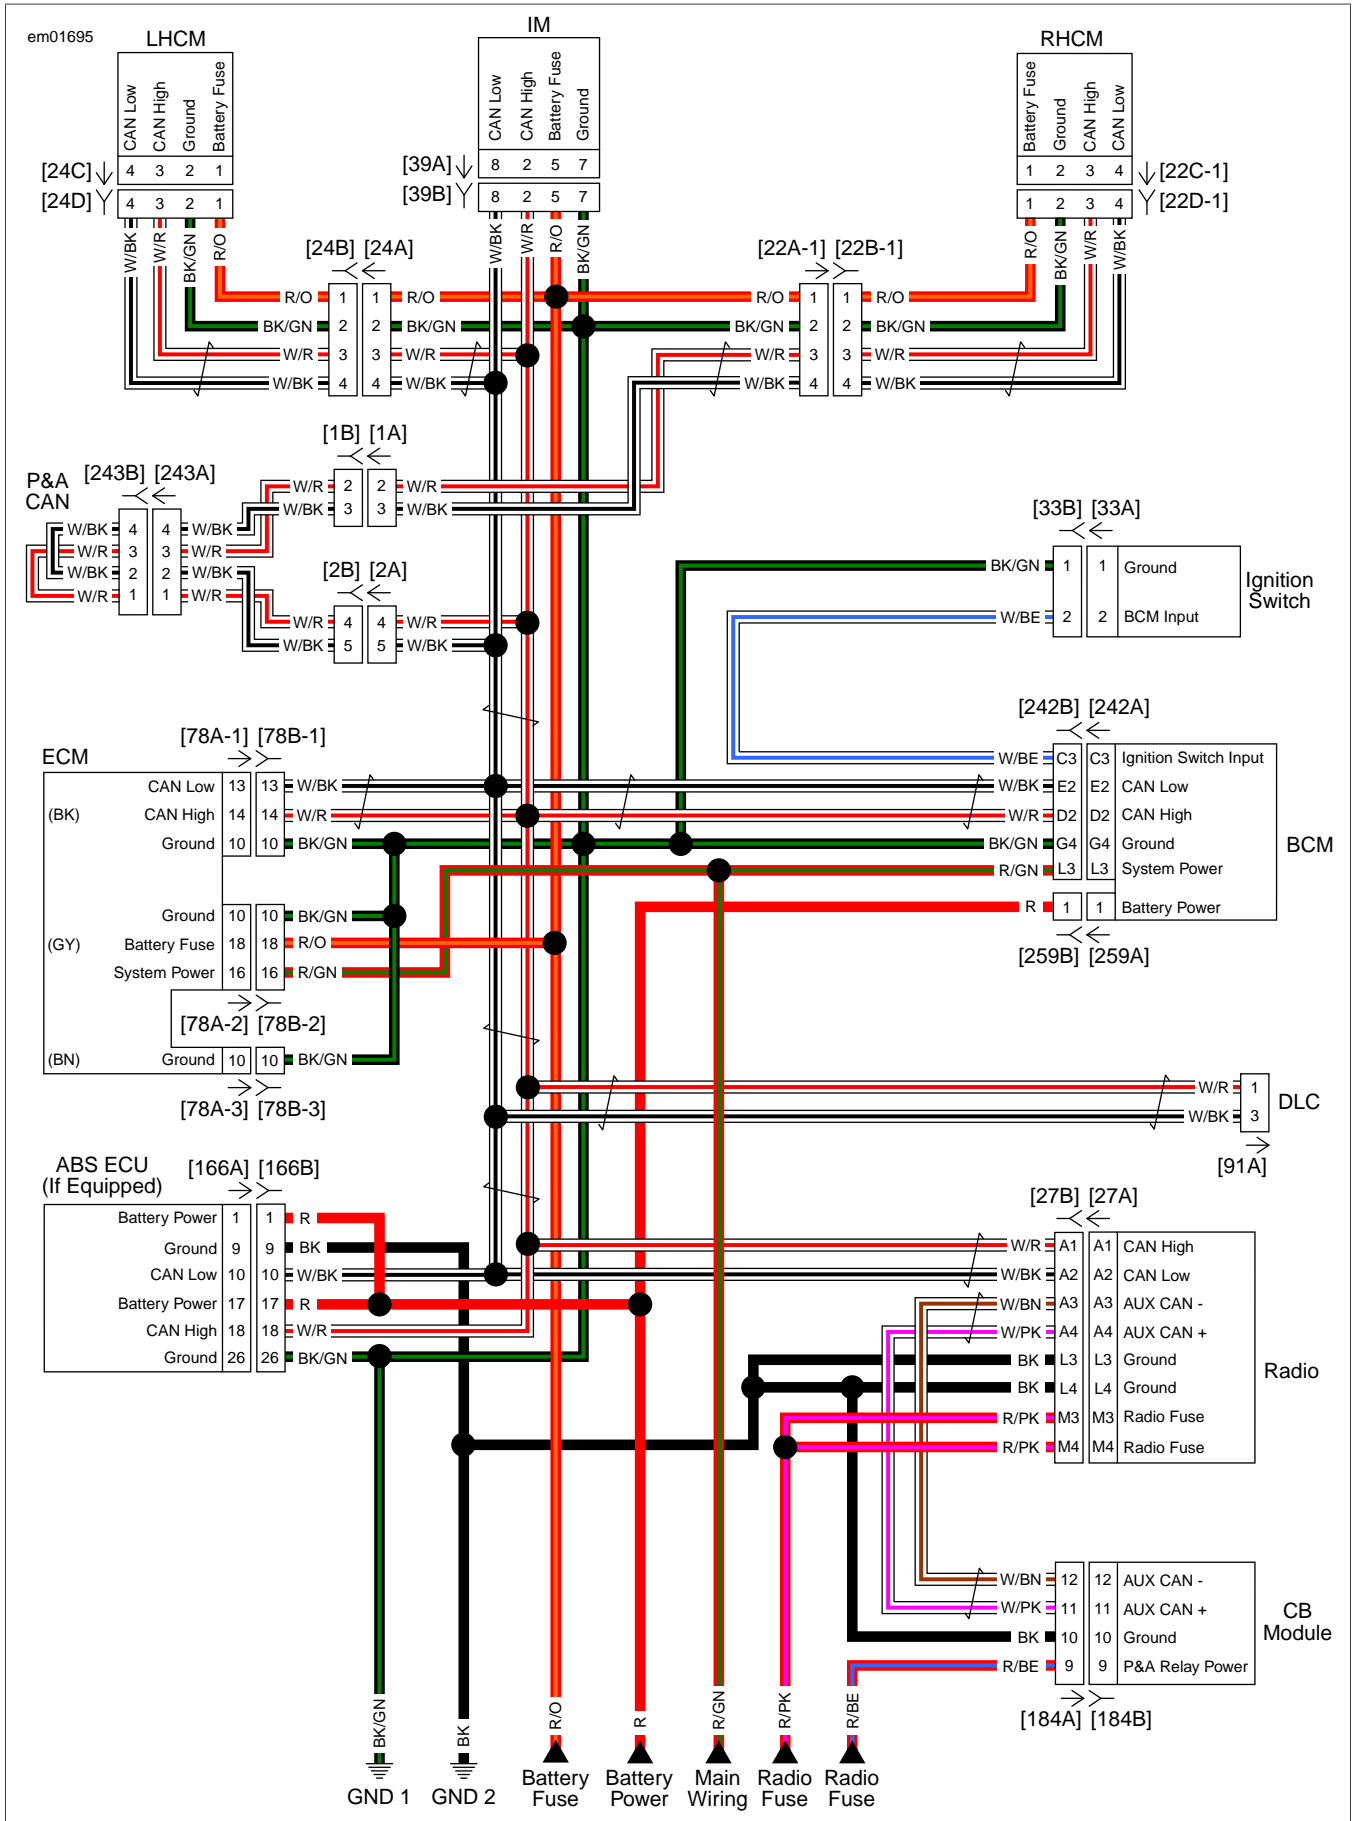 em01695
LHCM
IM
RHCM
CAN Low
CAN High
Ground
Battery Fuse
CAN Low
CAN High
Battery Fuse
Ground
Battery Fuse
Ground
CAN High
CAN Low
[24C] 4 3 2 1
[39A] 8 2 5 7
1 2 3 4 [22C-1]
[24D] 4 3 2 1
[39B] 8 2 5 7
1 2 3 4 [22D-1]
W/BK W/R BK/GN R/O
W/BK W/R R/O BK/GN
R/O BK/GN W/R W/BK
[24B] [24A]
[22A-1] [22B-1]
R/O 1 1 R/O
R/O 1 1 R/O
BK/GN 2 2 BK/GN
BK/GN 2 2 BK/GN
W/R 3 3 W/R
W/R 3 3 W/R
W/BK 4 4 W/BK
W/BK 4 4 W/BK
[1B] [1A]
W/R 2 2 W/R
W/BK 3 3 W/BK
P&A
CAN
[243B] [243A]
W/BK 4 4 W/BK
W/R 3 3 W/R
W/BK 2 2 W/BK
W/R 1 1 W/R
[2B] [2A]
W/R 4 4 W/R
W/BK 5 5 W/BK
[33B] [33A]
BK/GN 1 1 Ground
W/BE 2 2 BCM Input
Ignition
Switch
ECM
[78A-1] [78B-1]
CAN Low 13 13 W/BK
(BK) CAN High 14 14 W/R
Ground 10 10 BK/GN
Ground 10 10 BK/GN
(GY) Battery Fuse 18 18 R/O
System Power 16 16 R/GN
[78A-2] [78B-2]
(BN) Ground 10 10 BK/GN
[78A-3] [78B-3]
[242B] [242A]
W/BE C3 C3 Ignition Switch Input
W/BK E2 E2 CAN Low
W/R D2 D2 CAN High
BK/GN G4 G4 Ground
R/GN L3 L3 System Power
R 1 1 Battery Power
BCM
[259B] [259A]
W/R 1
W/BK 3
DLC
[91A]
ABS ECU
(If Equipped)
[166A] [166B]
Battery Power 1 1 R
Ground 9 9 BK
CAN Low 10 10 W/BK
Battery Power 17 17 R
CAN High 18 18 W/R
Ground 26 26 BK/GN
[27B] [27A]
W/R A1 A1 CAN High
W/BK A2 A2 CAN Low
W/BN A3 A3 AUX CAN -
W/PK A4 A4 AUX CAN +
BK L3 L3 Ground
BK L4 L4 Ground
R/PK M3 M3 Radio Fuse
R/PK M4 M4 Radio Fuse
Radio
W/BN 12 12 AUX CAN -
W/PK 11 11 AUX CAN +
BK 10 10 Ground
R/BE 9 9 P&A Relay Power
CB
Module
[184A] [184B]
BK/GN BK R/O R R/GN R/PK R/BE
GND 1
GND 2
Battery
Fuse
Battery
Power
Main
Wiring
Radio
Fuse
Radio
Fuse